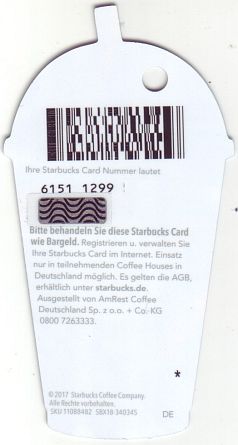 Ihre Starbucks Card Nummer lautet
6151 1299
Bitte behandeln Sie diese Starbucks Card
wie Bargeld. Registrieren u. verwalten Sie
Ihre Starbucks Card im Internet. Einsatz
nur in teilnehmenden Coffee Houses in
Deutschland möglich. Es gelten die AGB,
erhältlich unter starbucks.de.
Ausgestellt von AmRest Coffee
Deutschland Sp. z o.o. + Co. KG
0800 7263333.
*
© 2017 Starbucks Coffee Company.
Alle Rechte vorbehalten.
SKU 11088482 SBX18-340345
DE